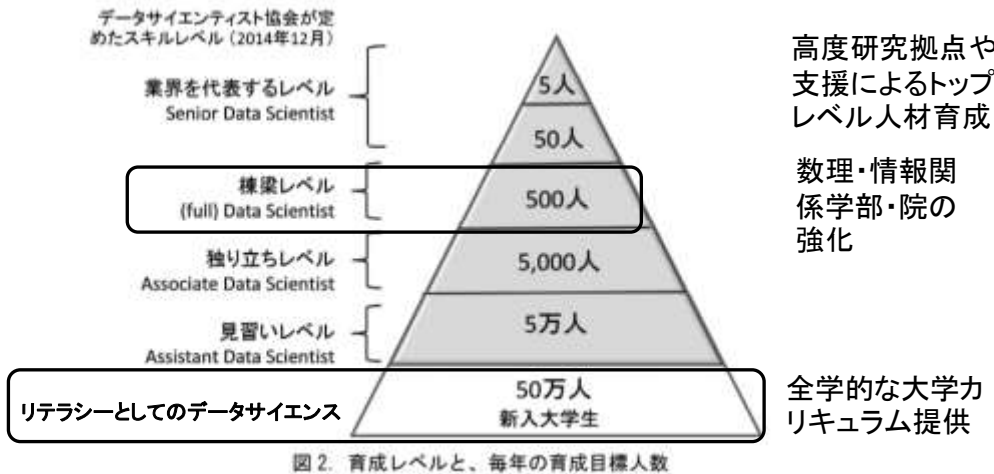 データサイエンティスト協会が定
めたスキルレベル（2014年12月）
業界を代表するレベル
Senior Data Scientist
棟梁レベル
(full) Data Scientist
独り立ちレベル
Associate Data Scientist
見習いレベル
Assistant Data Scientist
リテラシーとしてのデータサイエンス
5人
50人
500人
5,000人
5万人
50万人
新入大学生
高度研究拠点や
支援によるトップ
レベル人材育成
数理・情報関
係学部・院の
強化
全学的な大学カ
リキュラム提供
図2. 育成レベルと、毎年の育成目標人数